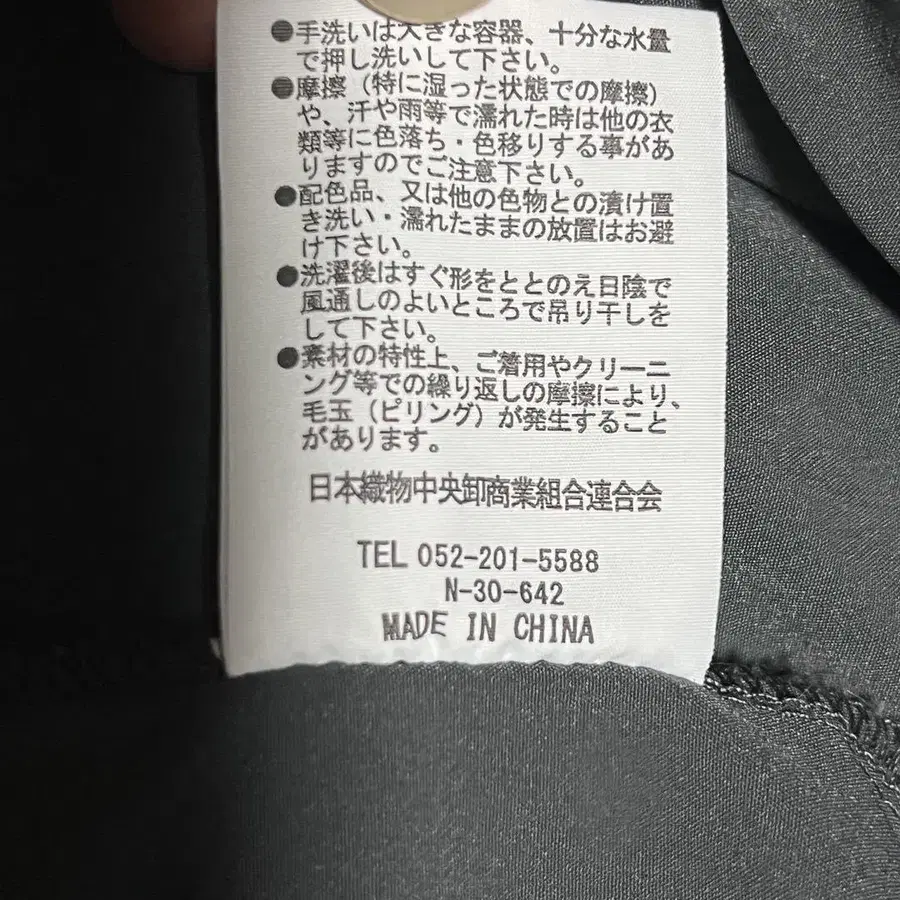 ●手洗いは大きな容器、十分な水量
で押し洗いして下さい。
●摩擦（特に湿った状態での摩擦）
や、汗や雨等で濡れた時は他の衣
類等に色落ち・色移りする事があ
りますのでご注意下さい。
●配色品、又は他の色物との漬け置
き洗い・濡れたままの放置はお避
け下さい。
●洗濯後はすぐ形をととのえ日陰で
風通しのよいところで吊り干しを
して下さい。
●素材の特性上、ご着用やクリーニ
ング等での繰り返しの摩擦により、
毛玉（ピリング）が発生すること
があります。
日本織物中央卸商業組合連合会
TEL 052-201-5588
N-30-642
MADE IN CHINA